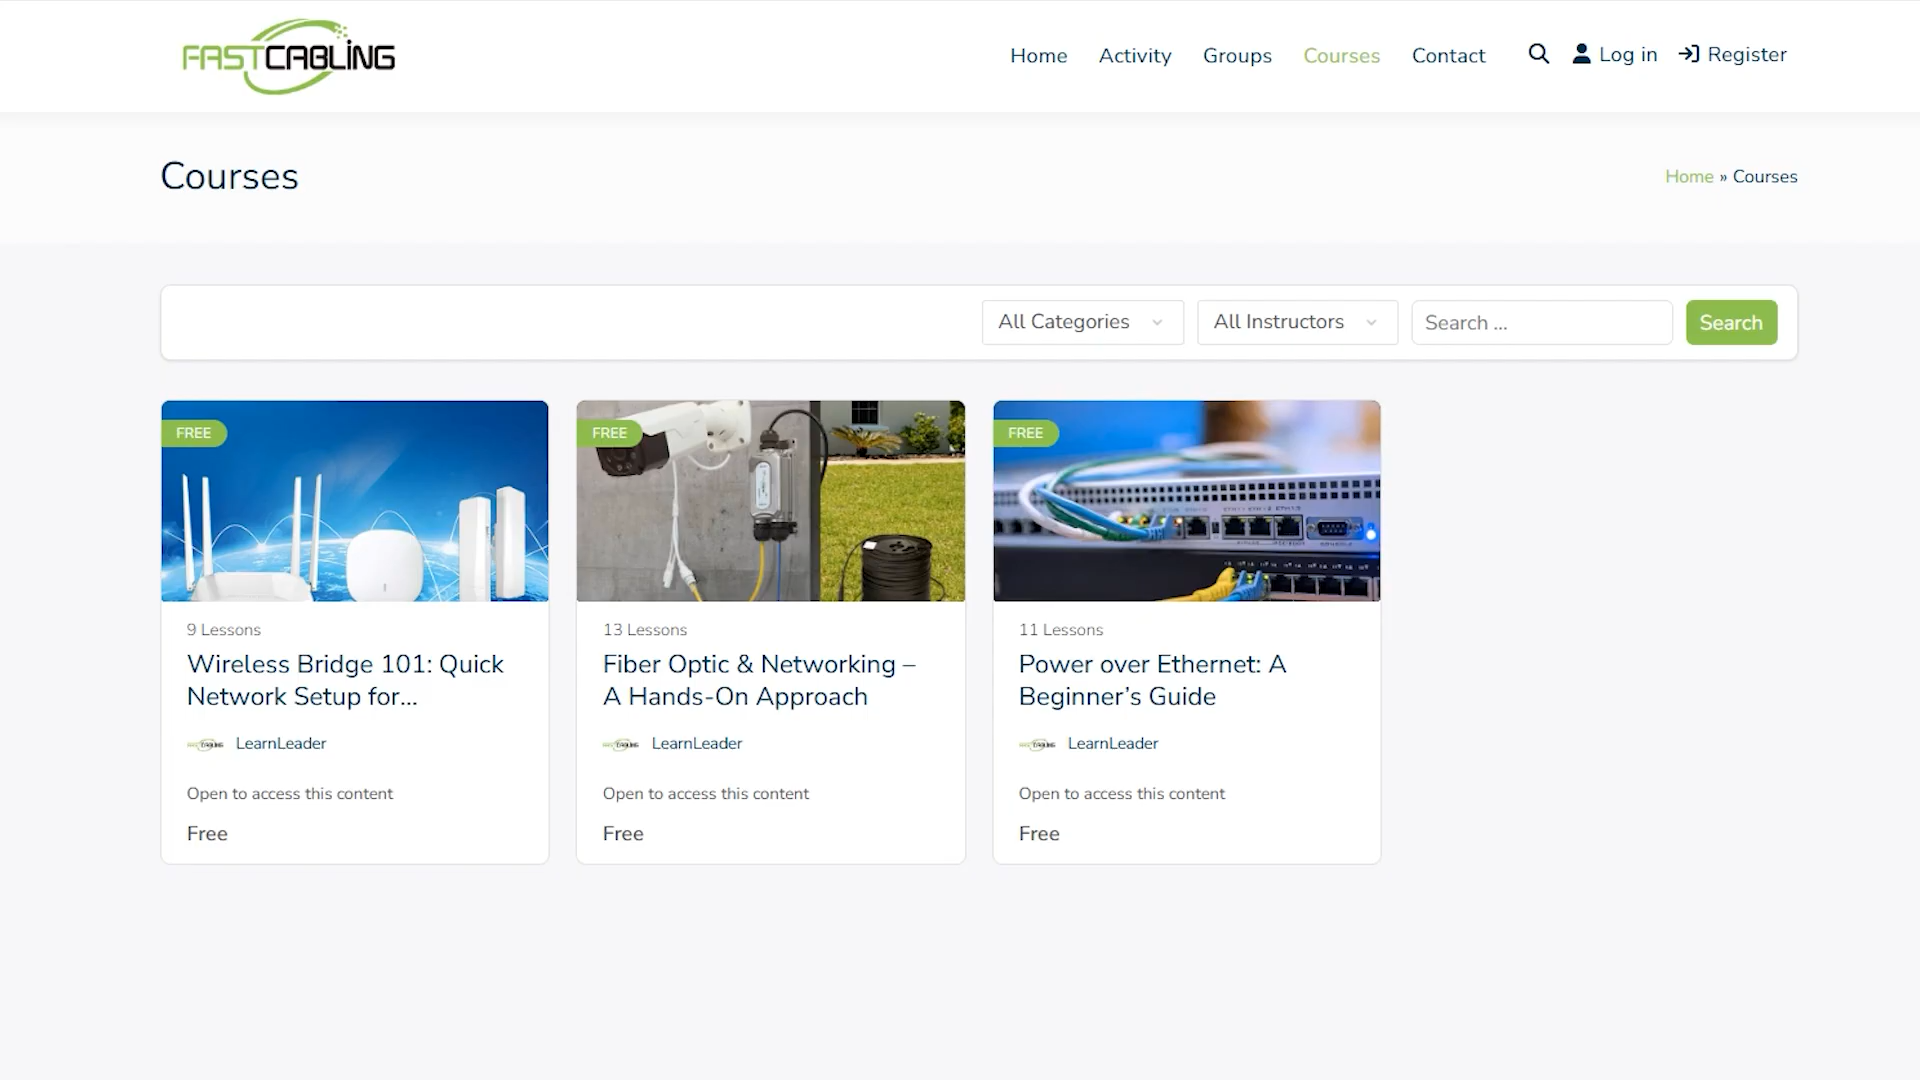 FASTCABLING
Home Activity Groups Courses Contact Log in Register
Courses
Home » Courses
All Categories All Instructors Search ... Search
FREE
9 Lessons
Wireless Bridge 101: Quick
Network Setup for...
LearnLeader
Open to access this content
Free
FREE
13 Lessons
Fiber Optic & Networking –
A Hands-On Approach
LearnLeader
Open to access this content
Free
FREE
11 Lessons
Power over Ethernet: A
Beginner’s Guide
LearnLeader
Open to access this content
Free